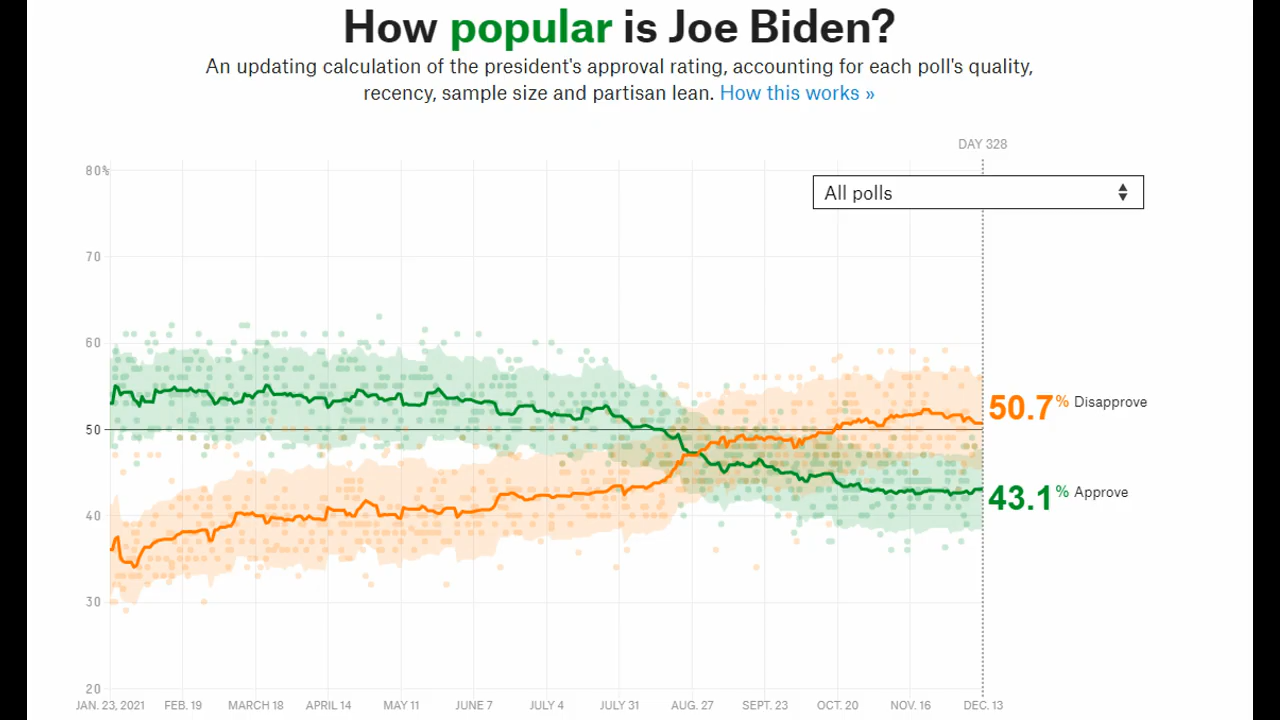 How popular is Joe Biden?
An updating calculation of the president's approval rating, accounting for each poll's quality,
recency, sample size and partisan lean. How this works »
DAY 328
80%
All polls
70
60
50.7% Disapprove
50
43.1% Approve
40
30
20
JAN. 23, 2021 FEB. 19 MARCH 18 APRIL 14 MAY 11 JUNE 7 JULY 4 JULY 31 AUG. 27 SEPT. 23 OCT. 20 NOV. 16 DEC. 13